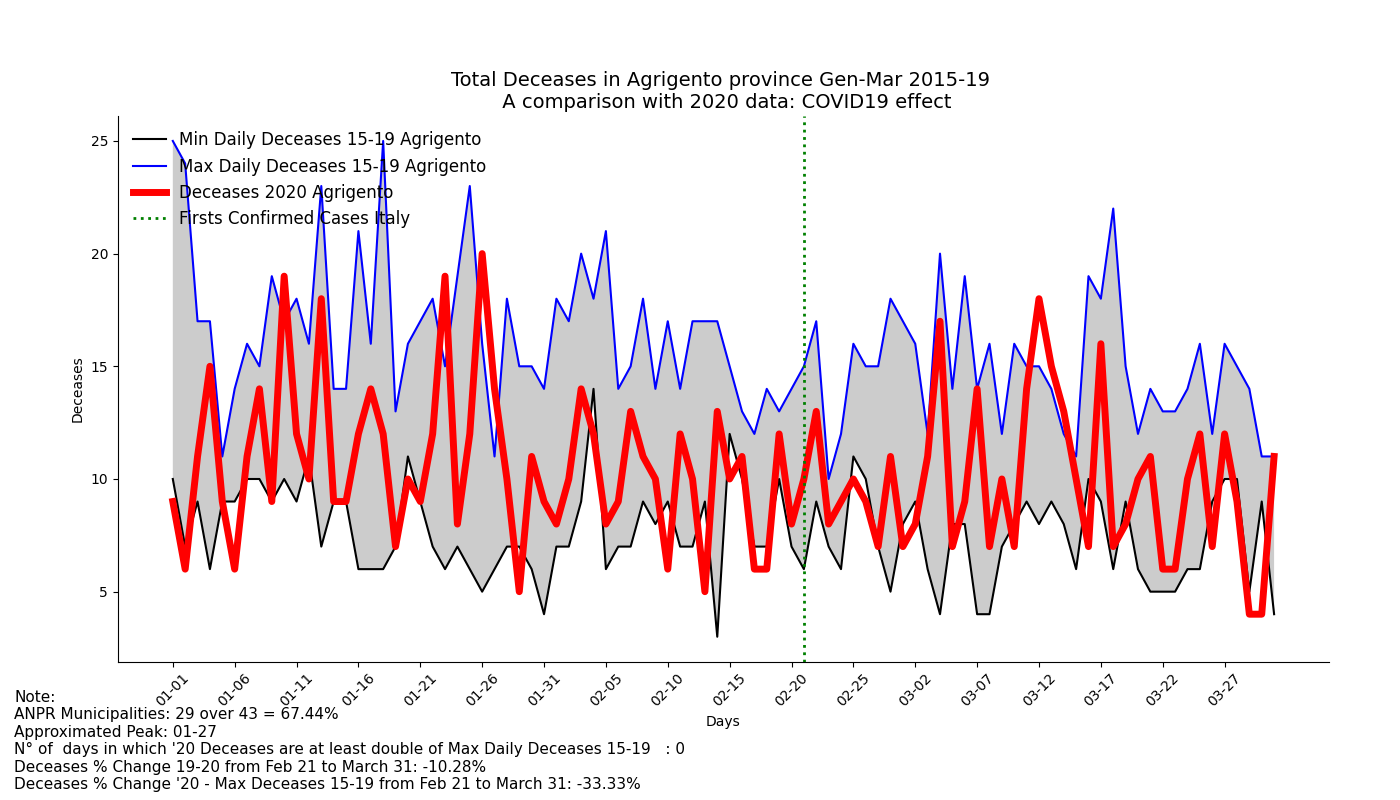 Total Deceases in Agrigento province Gen-Mar 2015-19
A comparison with 2020 data: COVID19 effect
Min Daily Deceases 15-19 Agrigento
Max Daily Deceases 15-19 Agrigento
Deceases 2020 Agrigento
Firsts Confirmed Cases Italy
25
20
15
10
5
Deceases
01-01 01-06 01-11 01-16 01-21 01-26 01-31 02-05 02-10 02-15 02-20 02-25 03-02 03-07 03-12 03-17 03-22 03-27
Days
Note:
ANPR Municipalities: 29 over 43 = 67.44%
Approximated Peak: 01-27
N° of  days in which '20 Deceases are at least double of Max Daily Deceases 15-19   : 0
Deceases % Change 19-20 from Feb 21 to March 31: -10.28%
Deceases % Change '20 - Max Deceases 15-19 from Feb 21 to March 31: -33.33%